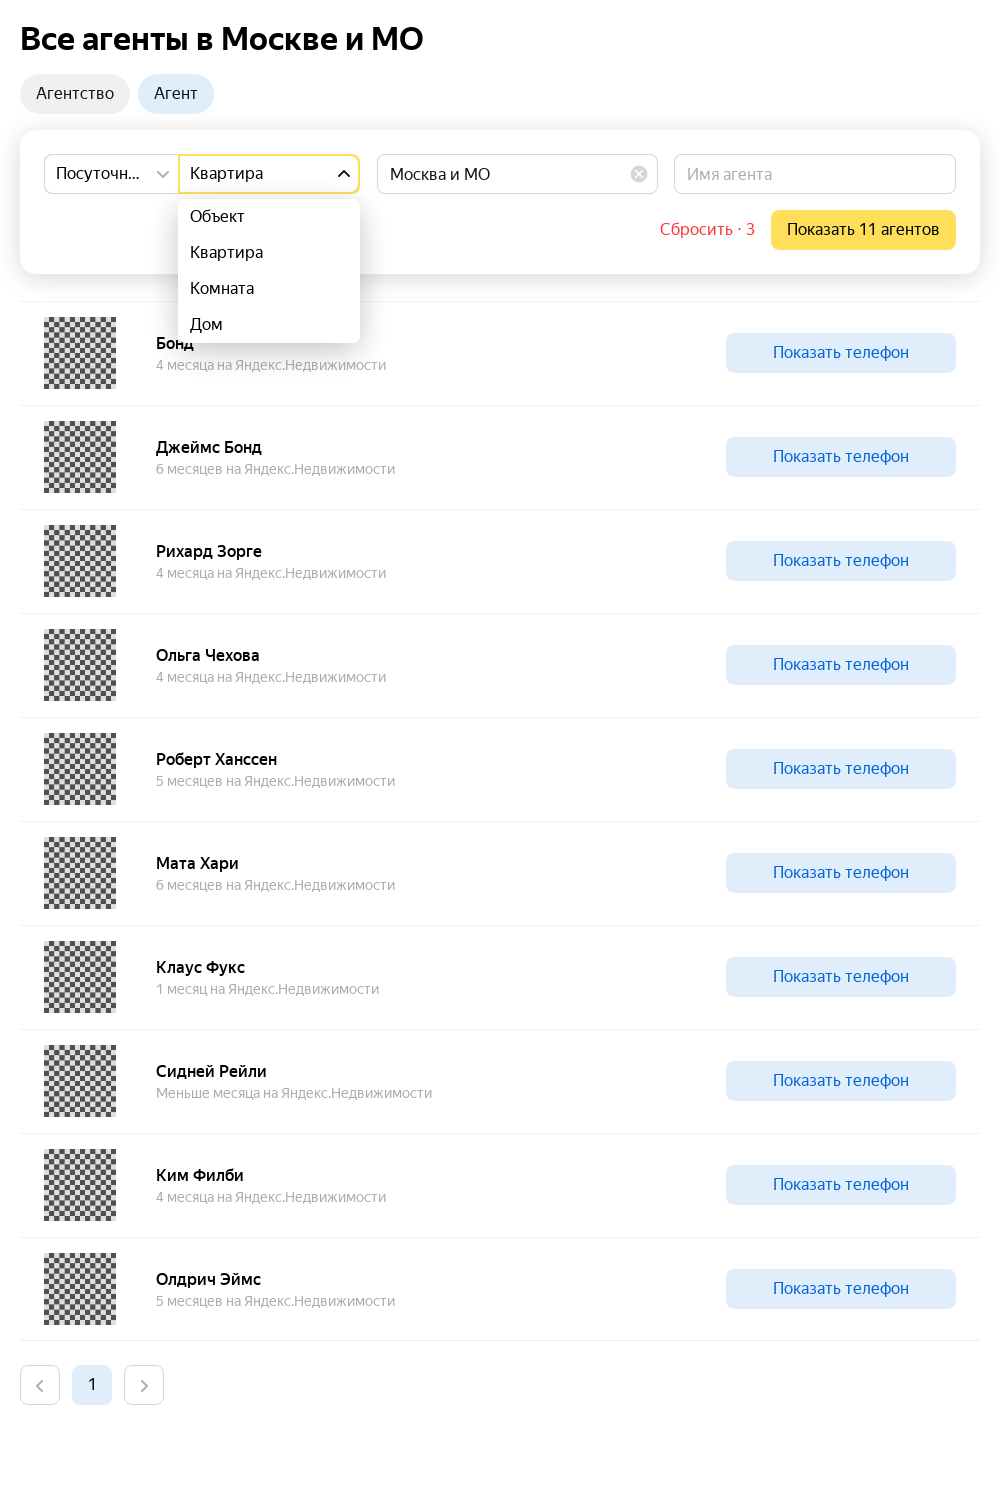 Все агенты в Москве и МО
Агентство
Агент
Посуточн...
Квартира
Москва и МО
Имя агента
Объект
Квартира
Комната
Дом
Сбросить · 3
Показать 11 агентов
Бонд
4 месяца на Яндекс.Недвижимости
Показать телефон
Джеймс Бонд
6 месяцев на Яндекс.Недвижимости
Показать телефон
Рихард Зорге
4 месяца на Яндекс.Недвижимости
Показать телефон
Ольга Чехова
4 месяца на Яндекс.Недвижимости
Показать телефон
Роберт Ханссен
5 месяцев на Яндекс.Недвижимости
Показать телефон
Мата Хари
6 месяцев на Яндекс.Недвижимости
Показать телефон
Клаус Фукс
1 месяц на Яндекс.Недвижимости
Показать телефон
Сидней Рейли
Меньше месяца на Яндекс.Недвижимости
Показать телефон
Ким Филби
4 месяца на Яндекс.Недвижимости
Показать телефон
Олдрич Эймс
5 месяцев на Яндекс.Недвижимости
Показать телефон
1